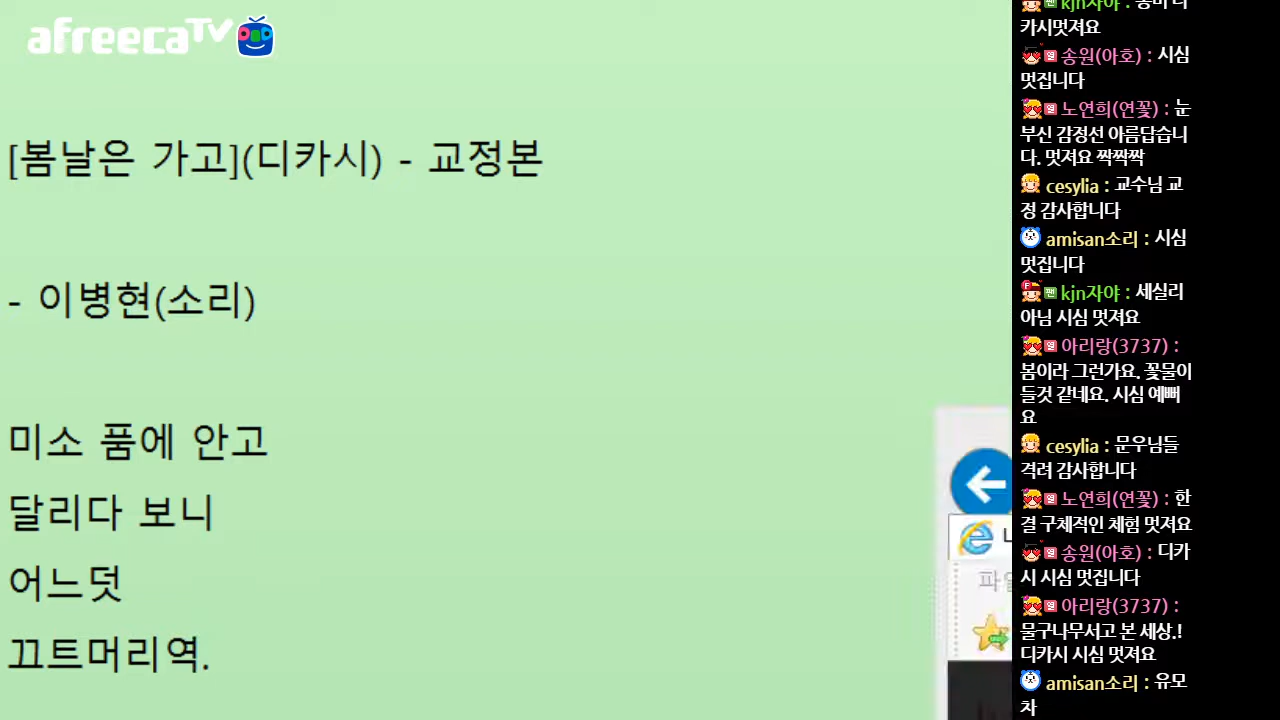 afreecaTV
[봄날은 가고](디카시) - 교정본
- 이병현(소리)
미소 품에 안고
달리다 보니
어느덧
끄트머리역.
카시멋져요
송원(아호) : 시심
멋집니다
노연희(연꽃) : 눈
부신 감정선 아름답습니
다. 멋져요 짝짝짝
cesylia : 교수님 교
정 감사합니다
amisan소리 : 시심
멋집니다
kjn자야 : 세실리
아님 시심 멋져요
아리랑(3737) :
봄이라 그런가요. 꽃물이
들것 같네요. 시심 예뻐
요
cesylia : 문우님들
격려 감사합니다
노연희(연꽃) : 한
결 구체적인 체험 멋져요
송원(아호) : 디카
시 시심 멋집니다
아리랑(3737) :
물구나무서고 본 세상.!
디카시 시심 멋져요
amisan소리 : 유모
차